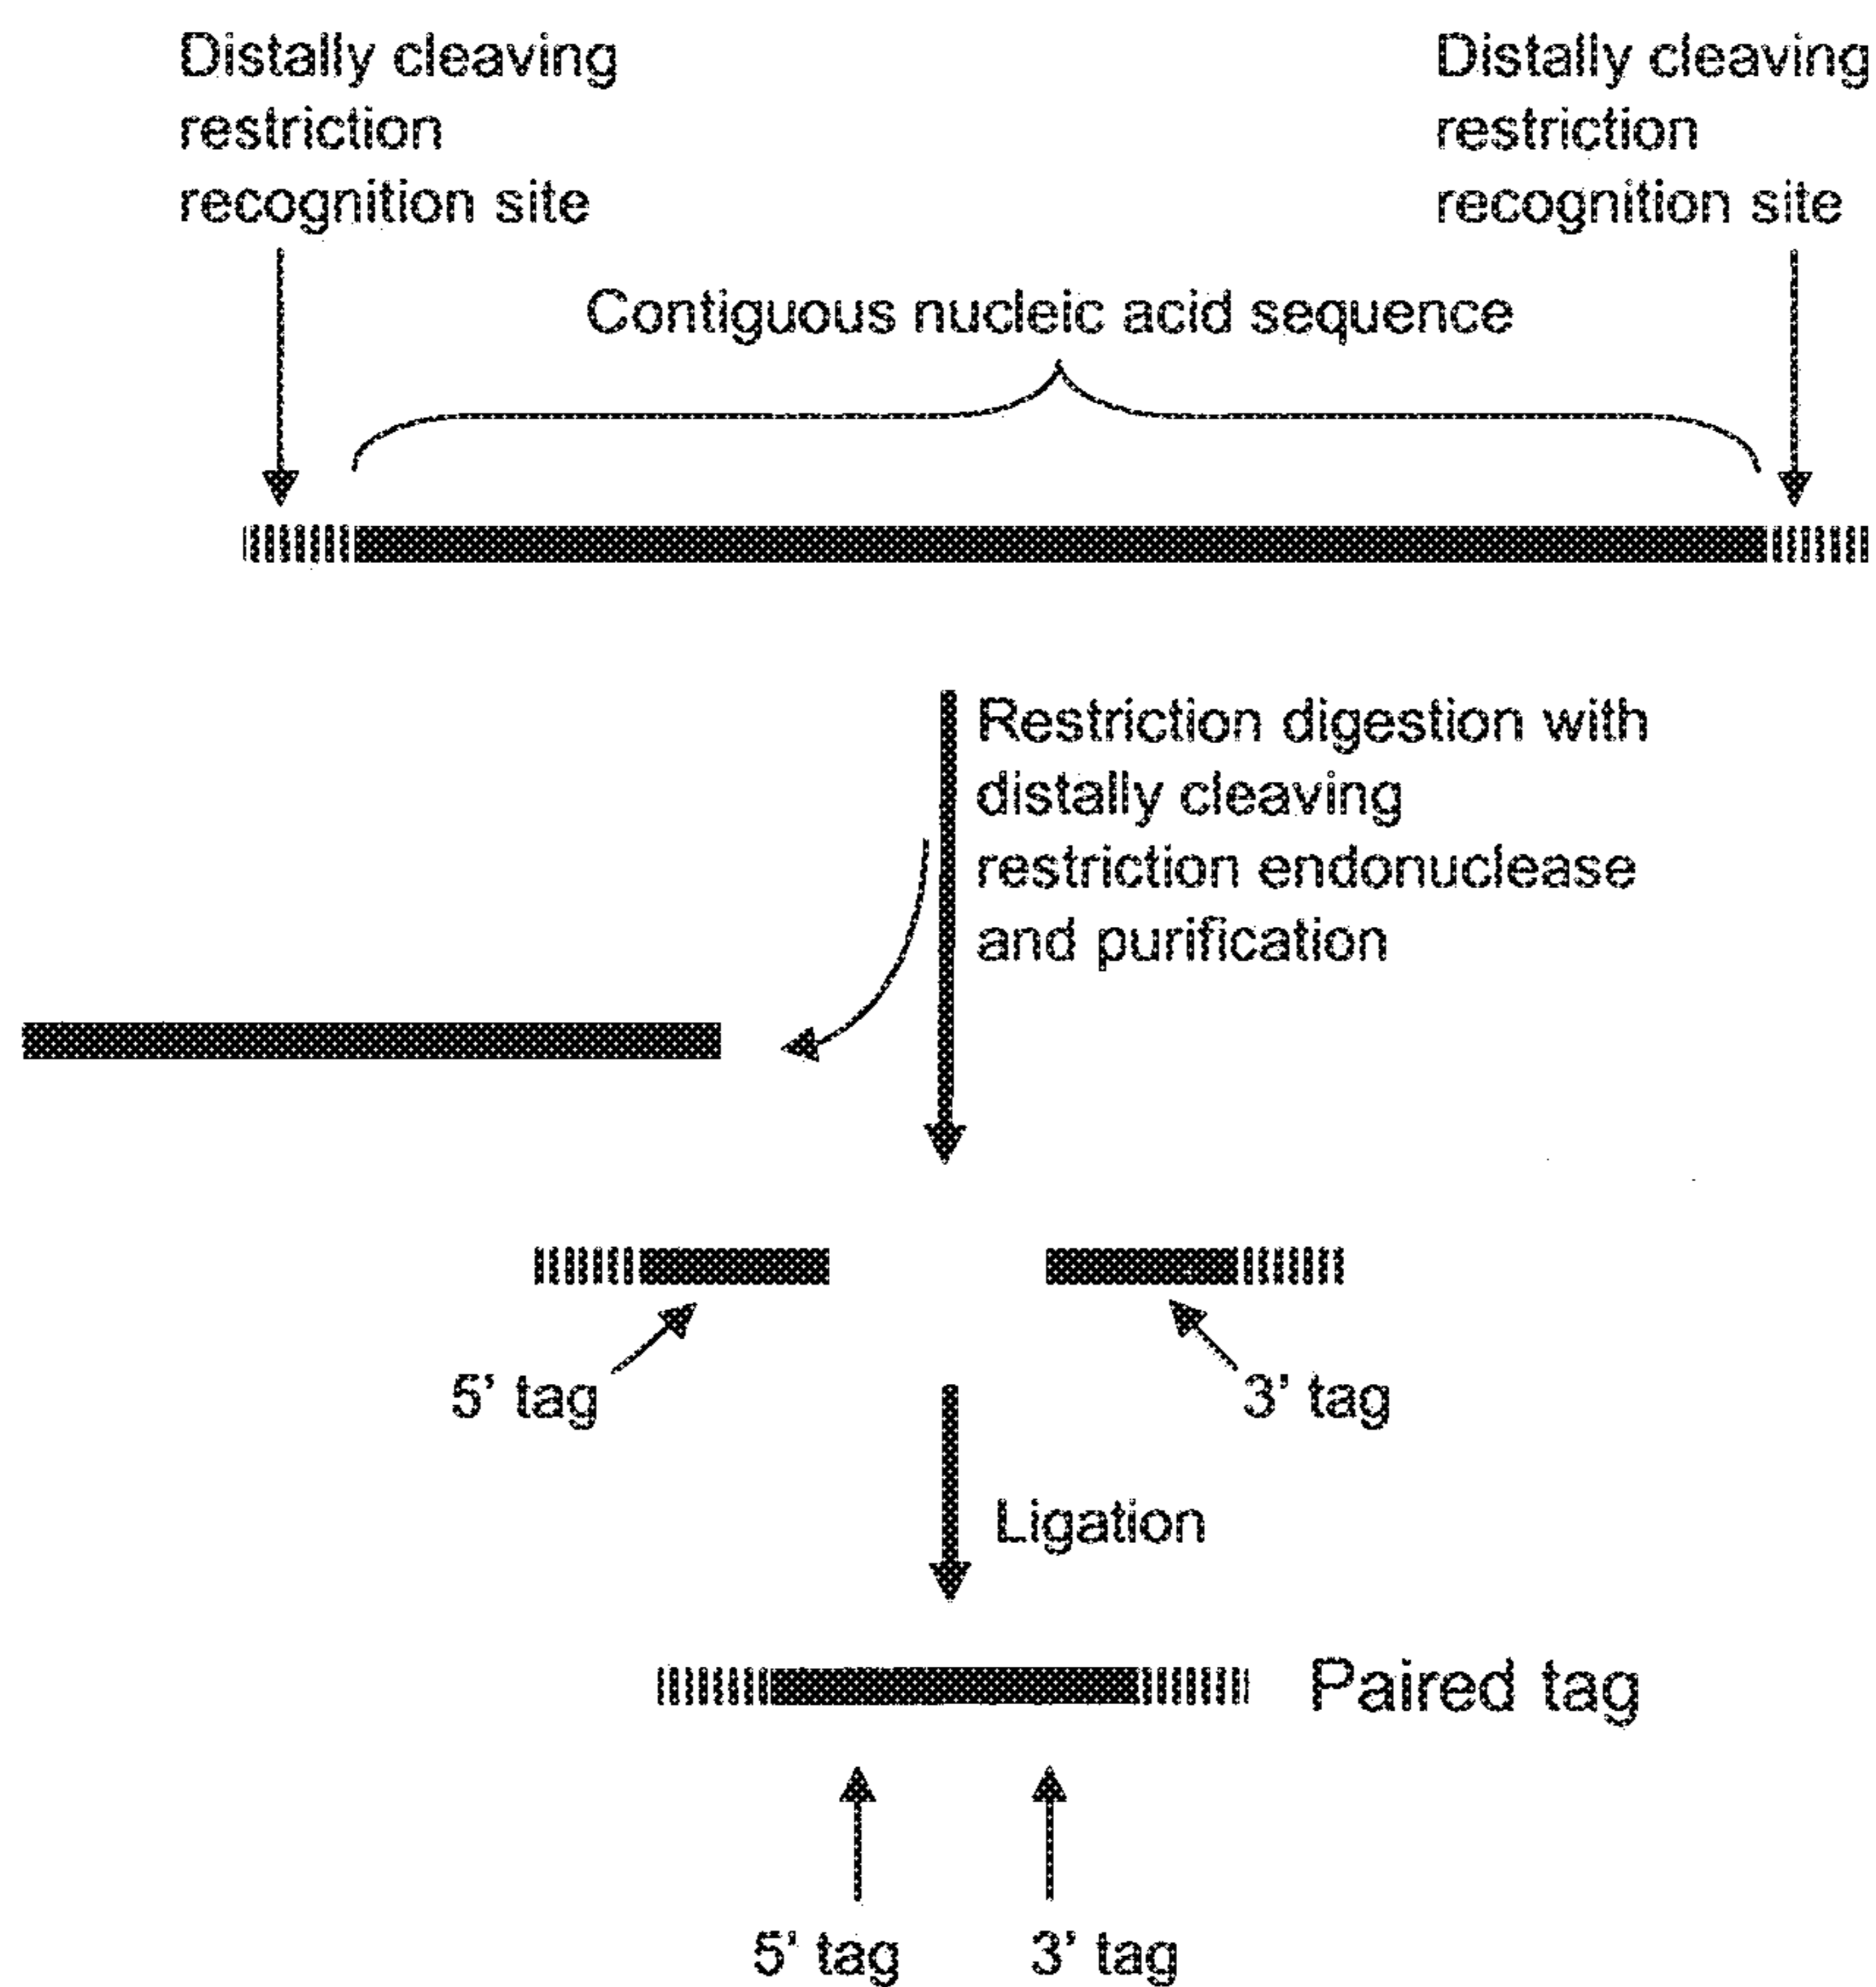 Distally cleaving
restriction
recognition site
Distally cleaving
restriction
recognition site
Contiguous nucleic acid sequence
Restriction digestion with
distally cleaving
restriction endonuclease
and purification
5' tag
3' tag
Ligation
Paired tag
5' tag
3' tag